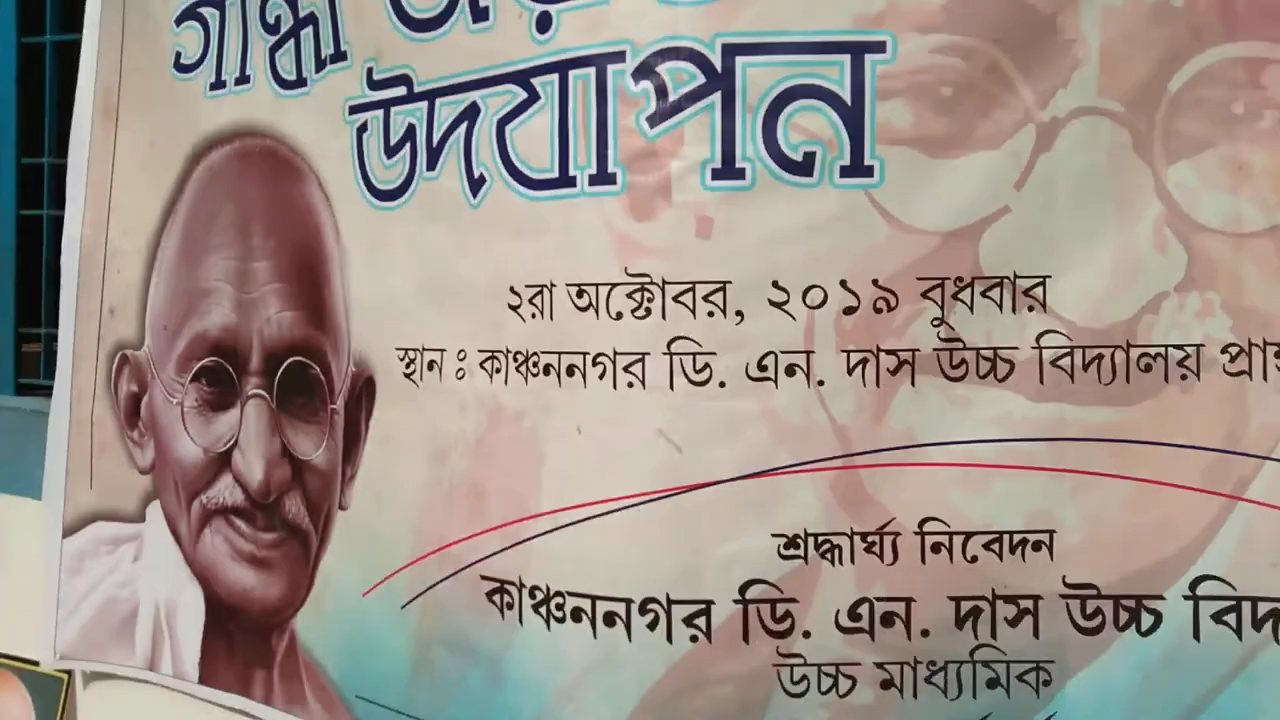 গান্ধী
উদযাপন
২রা অক্টোবর, ২০১৯ বুধবার
স্থান : কাঞ্চননগর ডি. এন. দাস উচ্চ বিদ্যালয়
শ্রদ্ধার্ঘ্য নিবেদন
কাঞ্চননগর ডি. এন. দাস উচ্চ
উচ্চ মাধ্যমিক